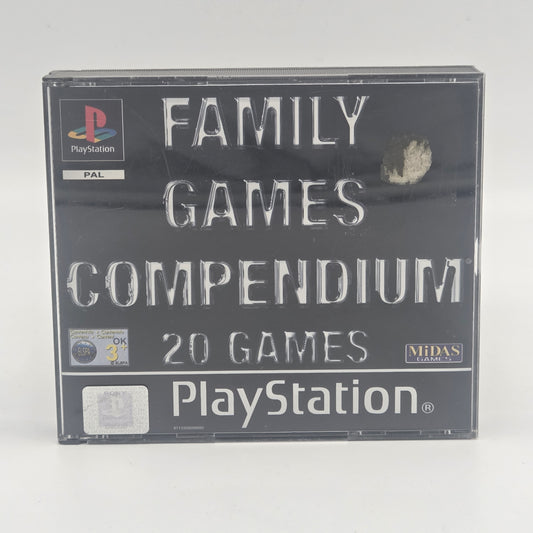 PlayStation
PAL
FAMILY
GAMES
COMPENDIUM
20 GAMES
OK
3
MiDAS
GAMES
PlayStation®